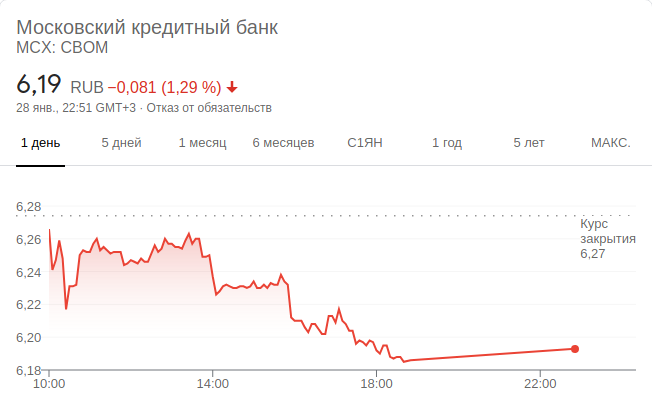 Московский кредитный банк
MCX: CBOM
6,19 RUB −0,081 (1,29 %)
28 янв., 22:51 GMT+3 · Отказ от обязательств
1 день 5 дней 1 месяц 6 месяцев С1ЯН 1 год 5 лет МАКС.
6,28
Курс
закрытия
6,27
6,26
6,24
6,22
6,20
6,18
10:00 14:00 18:00 22:00